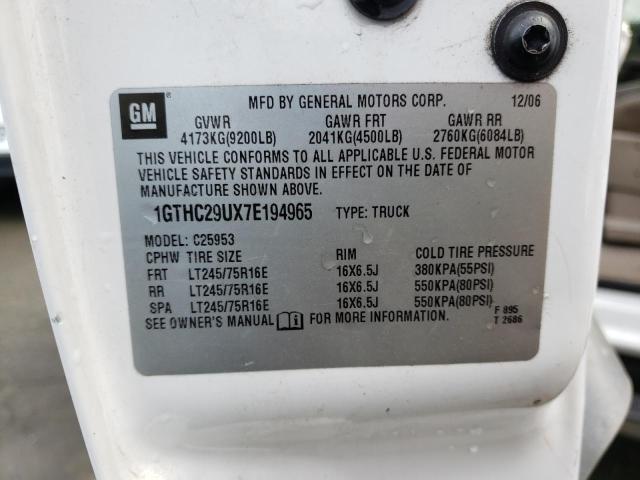 GM ® MFD BY GENERAL MOTORS CORP. 12/06
GVWR GAWR FRT GAWR RR
4173KG(9200LB) 2041KG(4500LB) 2760KG(6084LB)
THIS VEHICLE CONFORMS TO ALL APPLICABLE U.S. FEDERAL MOTOR
VEHICLE SAFETY STANDARDS IN EFFECT ON THE DATE OF
MANUFACTURE SHOWN ABOVE.
1GTHC29UX7E194965 TYPE: TRUCK
MODEL: C25953
CPHW TIRE SIZE RIM COLD TIRE PRESSURE
FRT LT245/75R16E 16X6.5J 380KPA(55PSI)
RR LT245/75R16E 16X6.5J 550KPA(80PSI)
SPA LT245/75R16E 16X6.5J 550KPA(80PSI)
SEE OWNER'S MANUAL FOR MORE INFORMATION. F 895
T 2686